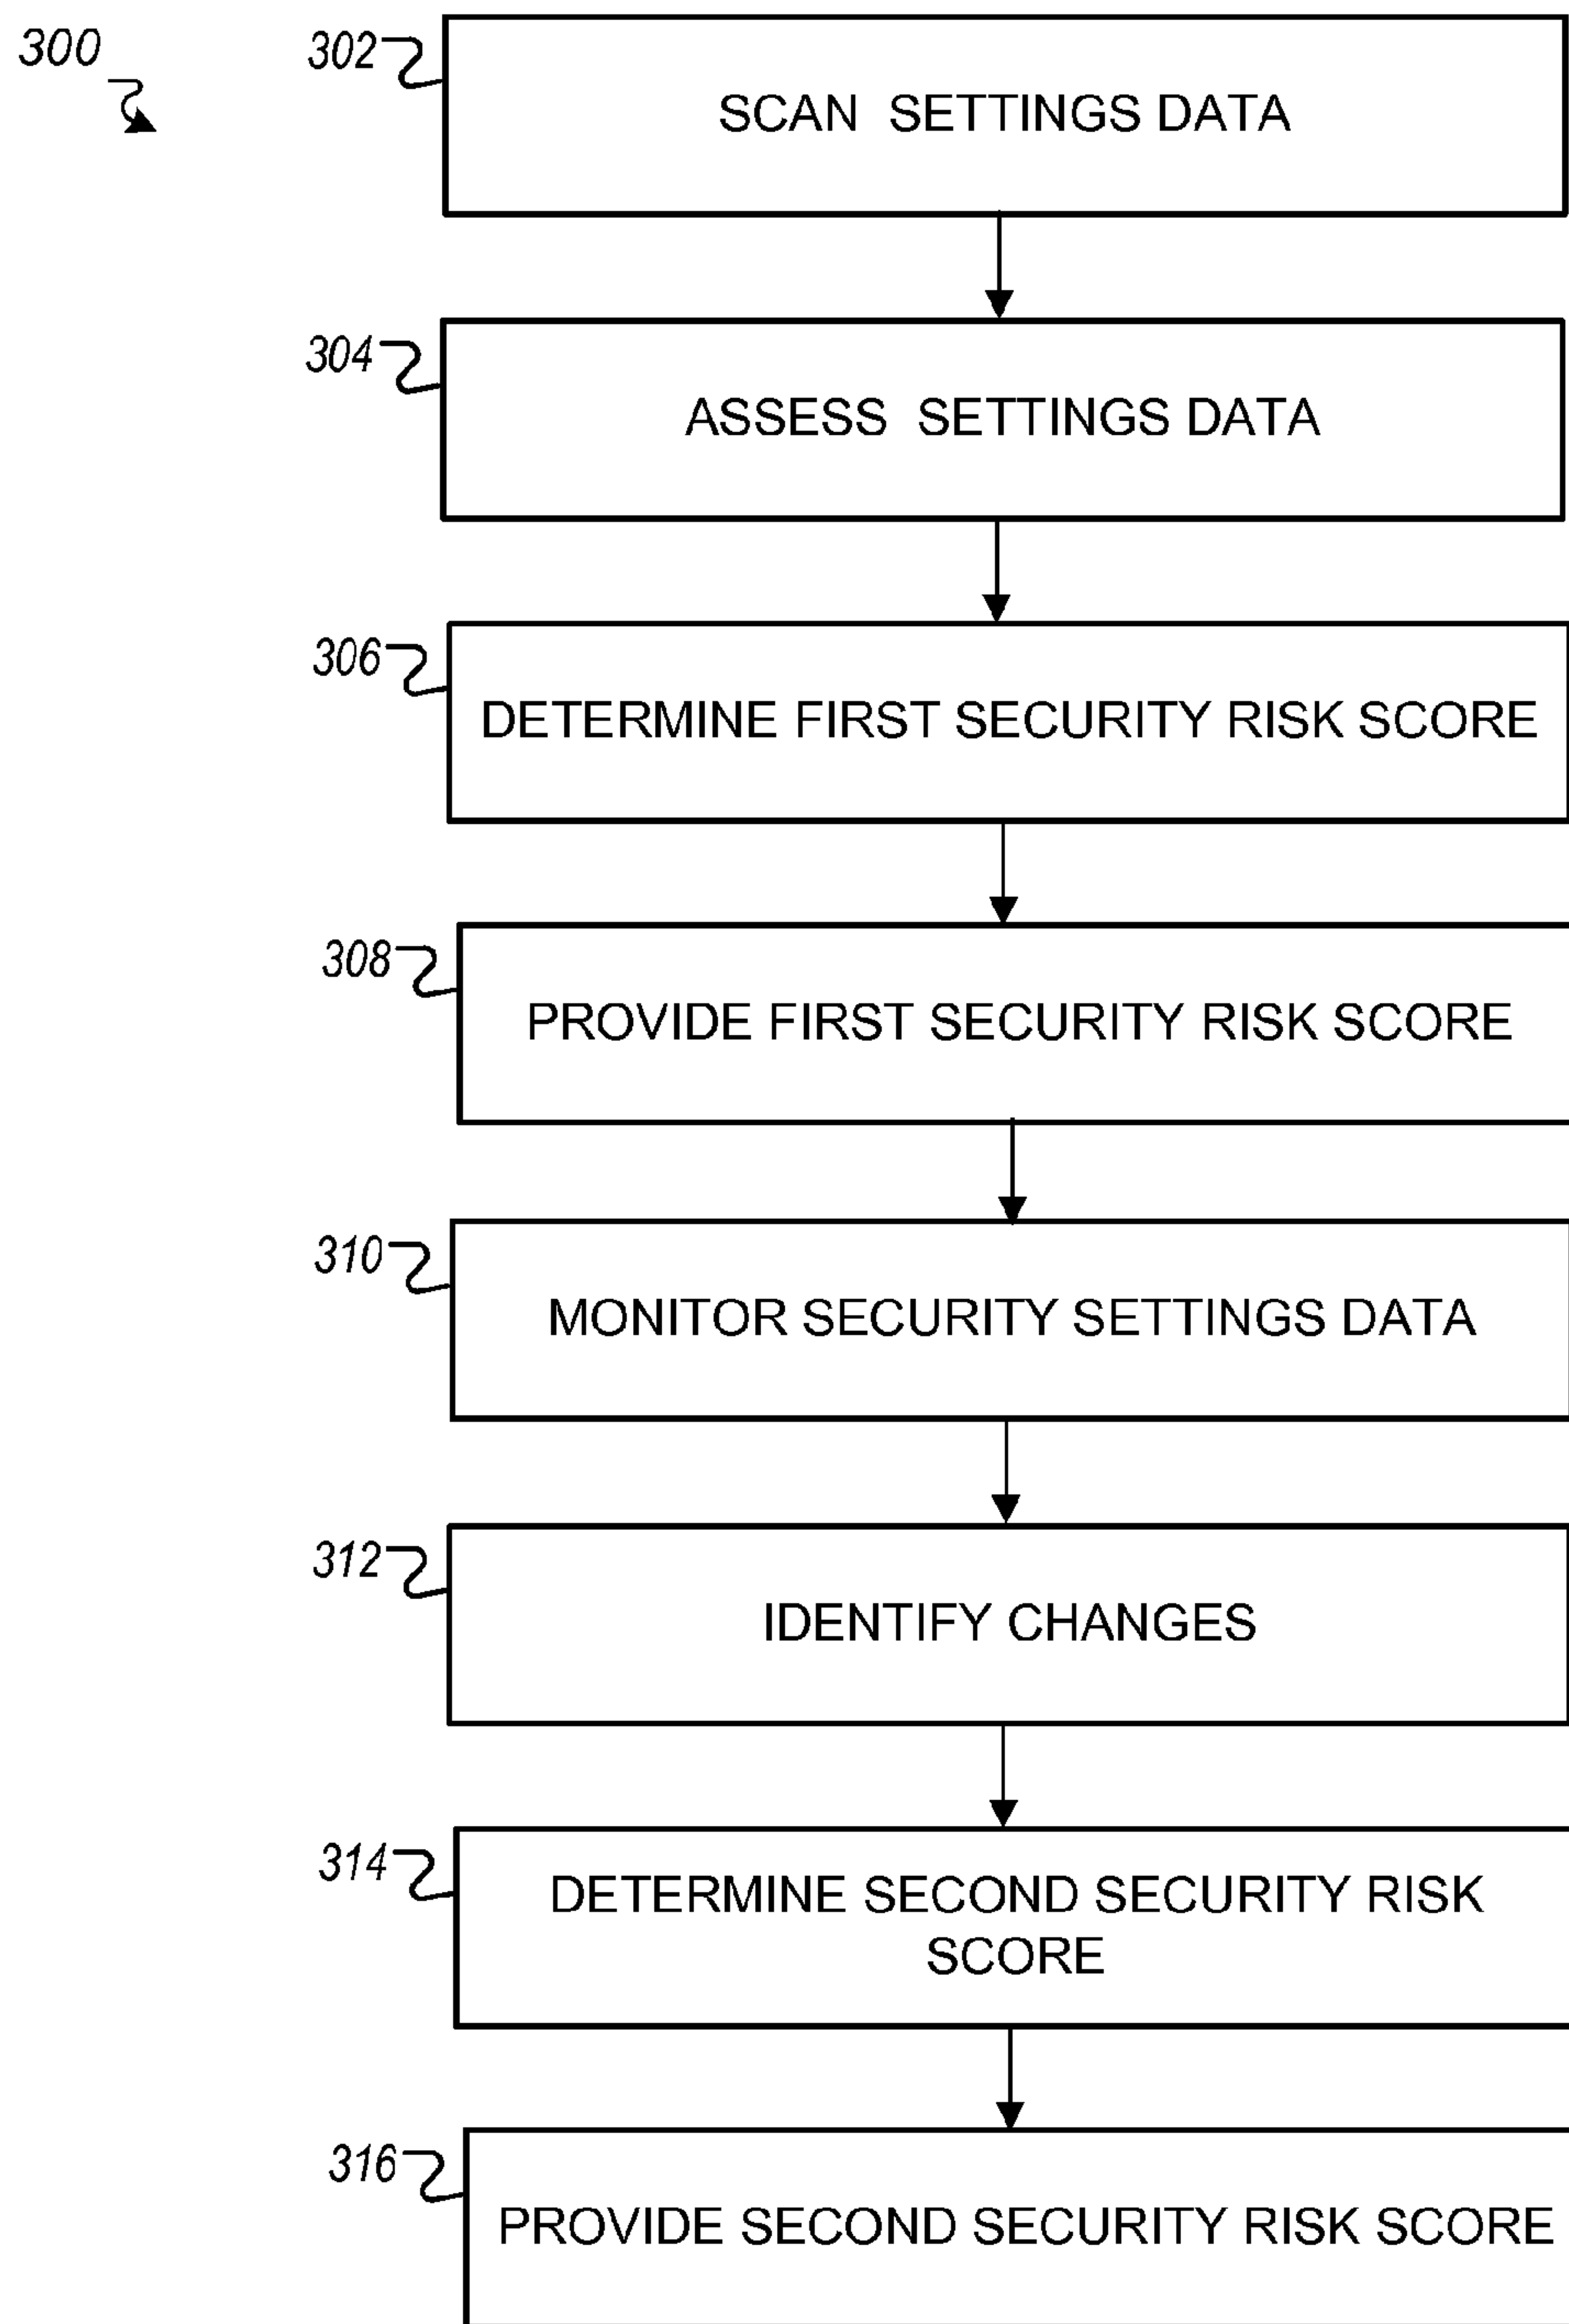 300
302
SCAN SETTINGS DATA
304
ASSESS SETTINGS DATA
306
DETERMINE FIRST SECURITY RISK SCORE
308
PROVIDE FIRST SECURITY RISK SCORE
310
MONITOR SECURITY SETTINGS DATA
312
IDENTIFY CHANGES
314
DETERMINE SECOND SECURITY RISK
SCORE
316
PROVIDE SECOND SECURITY RISK SCORE